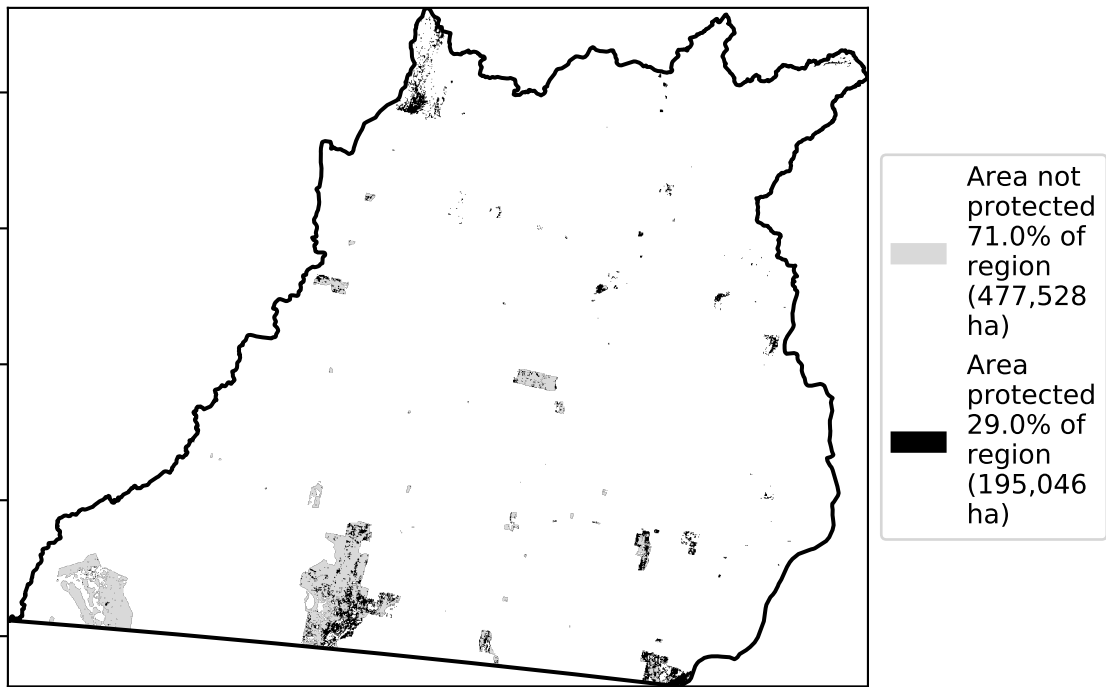 Area not
protected
71.0% of
region
(477,528
ha)
Area
protected
29.0% of
region
(195,046
ha)